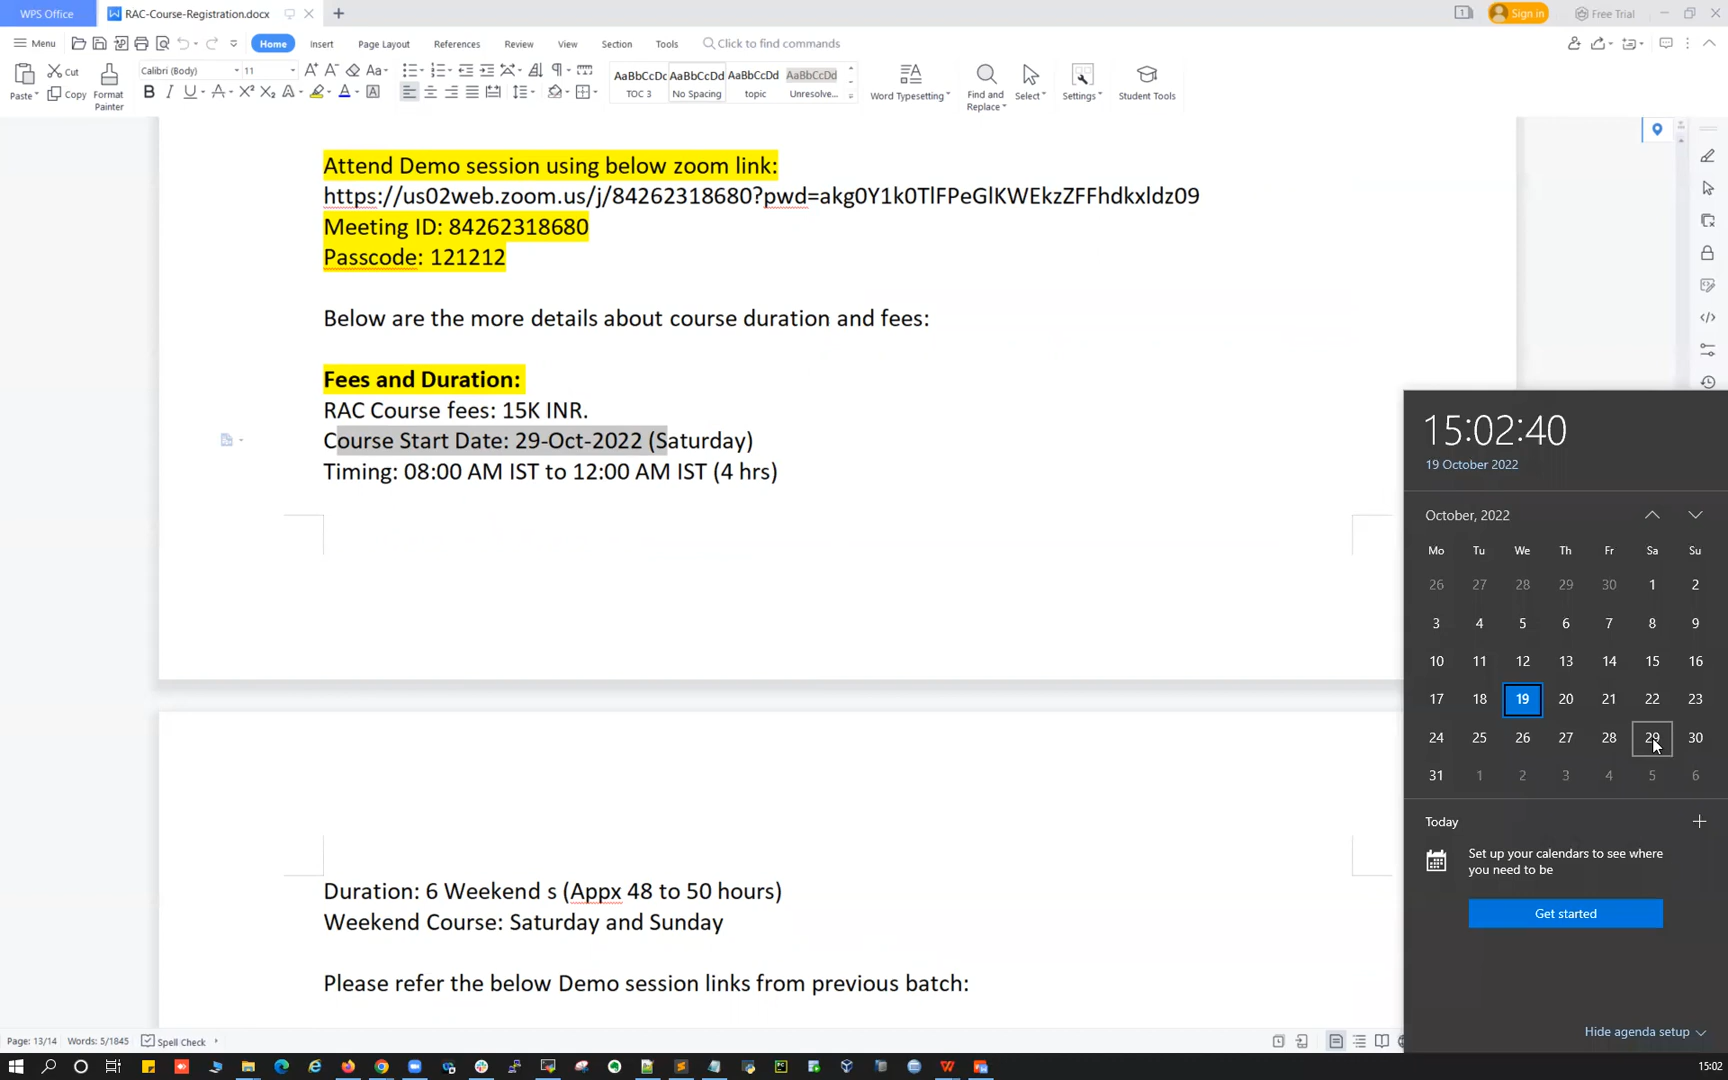 WPS Office
RAC-Course-Registration.docx
Sign in
Free Trial
Menu
Home
Insert
Page Layout
References
Review
View
Section
Tools
Click to find commands
Paste
Cut
Copy
Format
Painter
Calibri (Body)
11
AaBbCcDc
TOC 3
AaBbCcDd
No Spacing
AaBbCcDd
topic
AaBbCcDd
Unresolve...
Word Typesetting
Find and
Replace
Select
Settings
Student Tools
Attend Demo session using below zoom link:
https://us02web.zoom.us/j/84262318680?pwd=akg0Y1k0TlFPeGlKWEkzZFFhdkxldz09
Meeting ID: 84262318680
Passcode: 121212
Below are the more details about course duration and fees:
Fees and Duration:
RAC Course fees: 15K INR.
Course Start Date: 29-Oct-2022 (Saturday)
Timing: 08:00 AM IST to 12:00 AM IST (4 hrs)
Duration: 6 Weekend s (Appx 48 to 50 hours)
Weekend Course: Saturday and Sunday
Please refer the below Demo session links from previous batch:
15:02:40
19 October 2022
October, 2022
Mo Tu We Th Fr Sa Su
26 27 28 29 30 1 2
3 4 5 6 7 8 9
10 11 12 13 14 15 16
17 18 19 20 21 22 23
24 25 26 27 28 29 30
31 1 2 3 4 5 6
Today
Set up your calendars to see where
you need to be
Get started
Hide agenda setup
Page: 13/14 Words: 5/1845 Spell Check
15:02